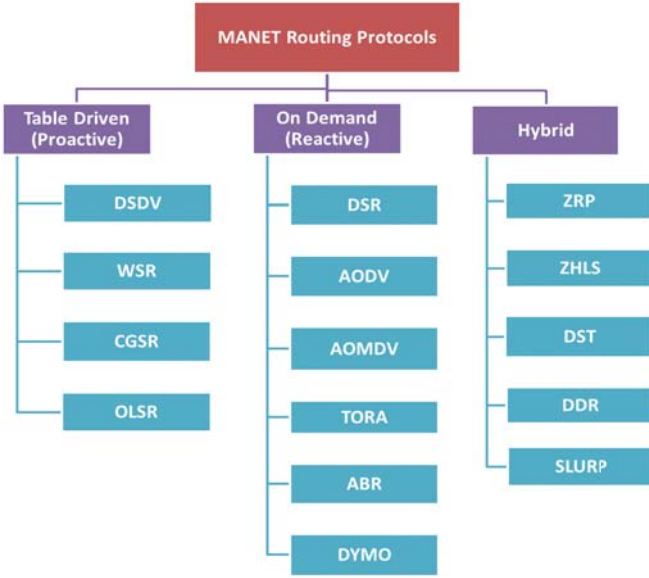 MANET Routing Protocols
Table Driven
(Proactive)
DSDV
WSR
CGSR
OLSR
On Demand
(Reactive)
DSR
AODV
AOMDV
TORA
ABR
DYMO
Hybrid
ZRP
ZHLS
DST
DDR
SLURP